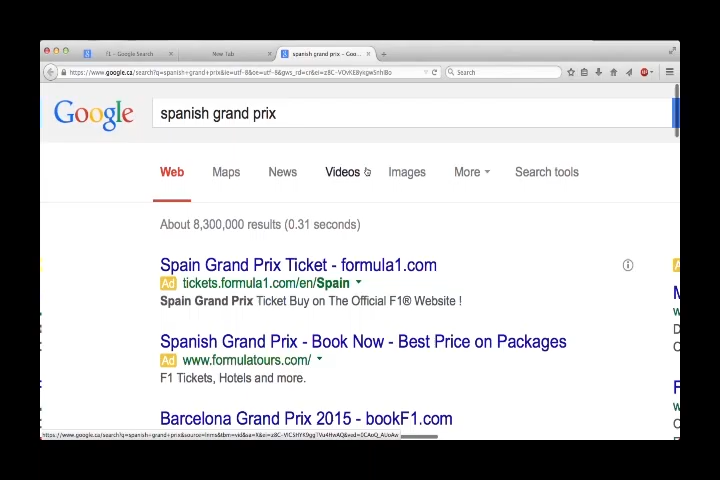 F1 - Google Search
New Tab
spanish grand prix - Goo...
Search
Google
spanish grand prix
Web Maps News Videos Images More Search tools
About 8,300,000 results (0.31 seconds)
Spain Grand Prix Ticket - formula1.com
Ad tickets.formula1.com/en/Spain
Spain Grand Prix Ticket Buy on The Official F1® Website !
Spanish Grand Prix - Book Now - Best Price on Packages
Ad www.formulatours.com/
F1 Tickets, Hotels and more.
Barcelona Grand Prix 2015 - bookF1.com